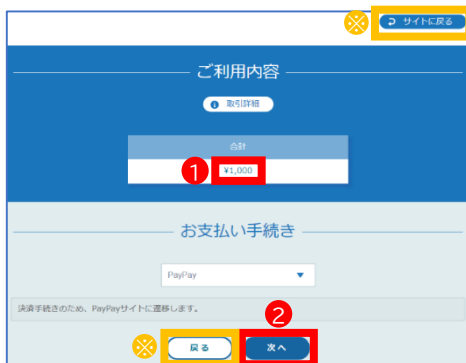 ※ サイトに戻る
ご利用内容
取引詳細
合計
1 ¥1,000
お支払い手続き
PayPay
決済手続きのため、PayPayサイトに遷移します。
2
※ 戻る 次へ